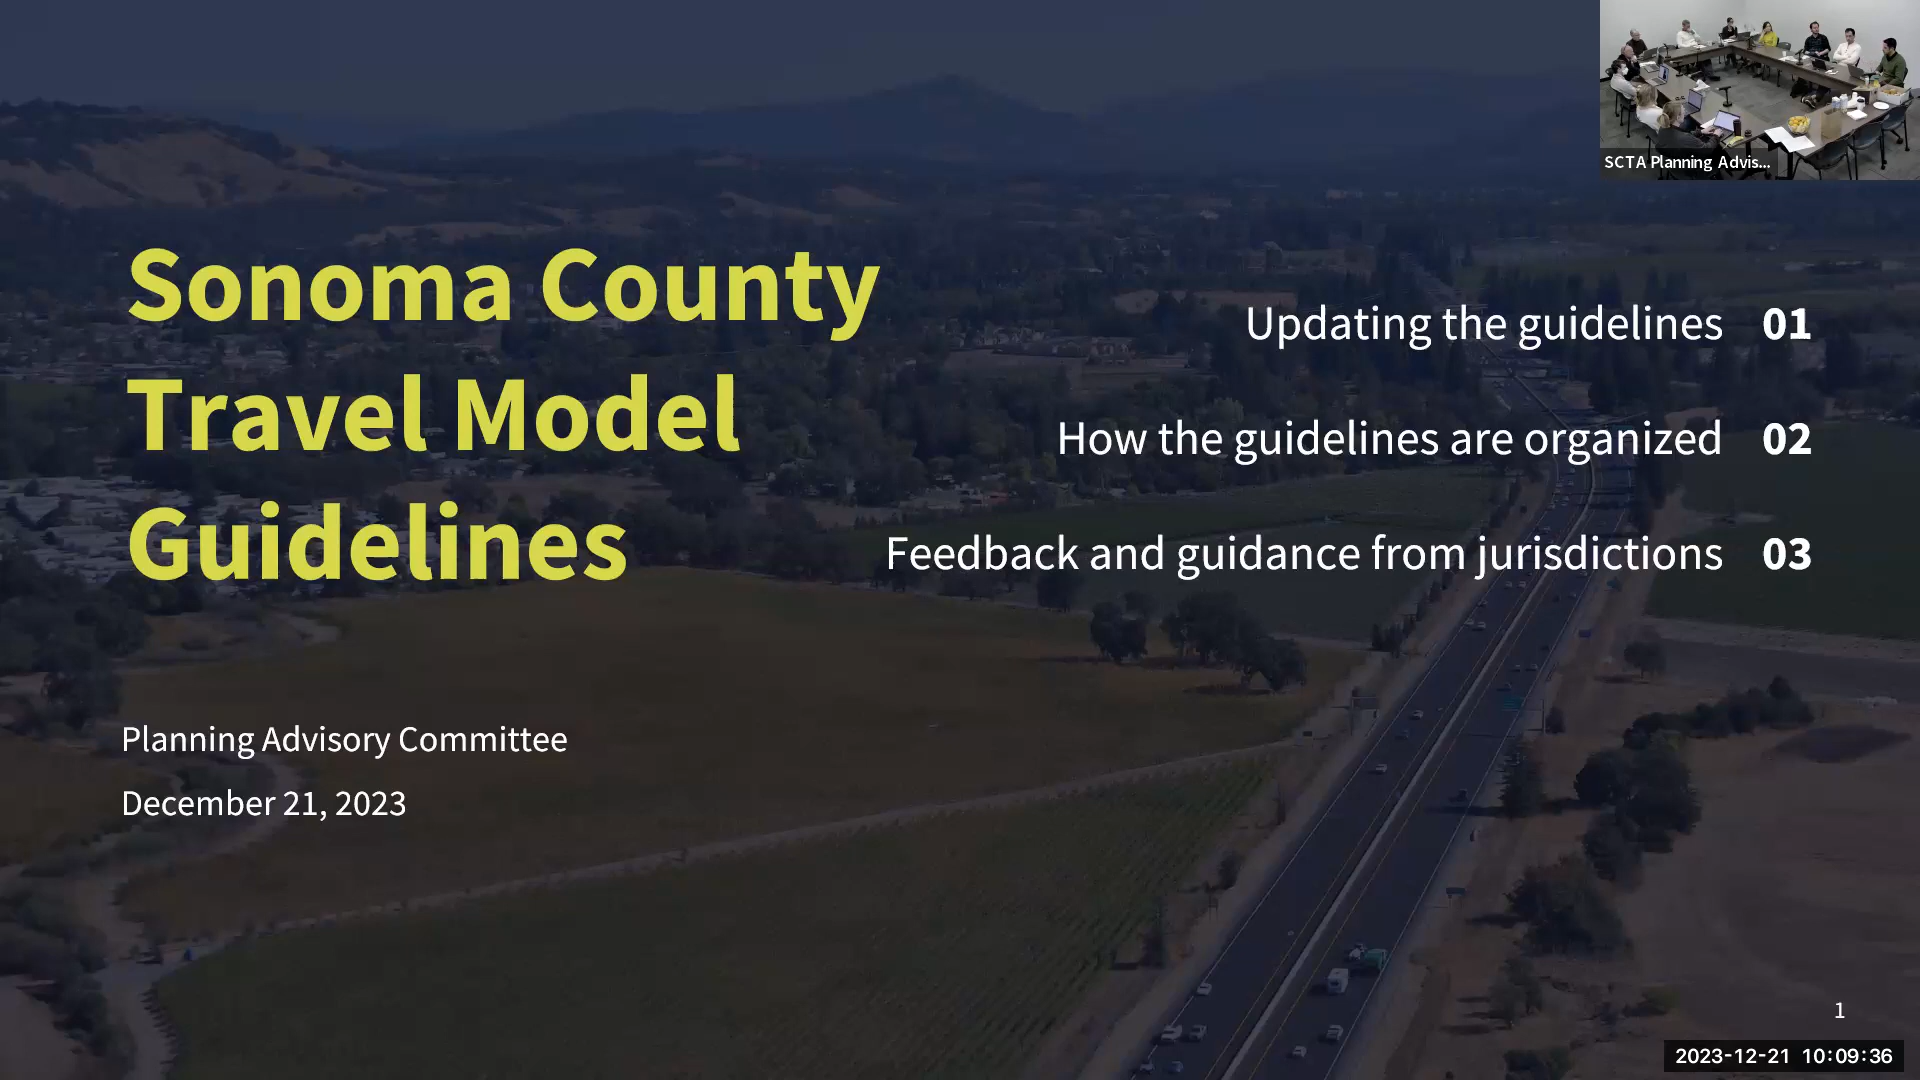 SCTA Planning Advis...
Sonoma County
Travel Model
Guidelines
Updating the guidelines 01
How the guidelines are organized 02
Feedback and guidance from jurisdictions 03
Planning Advisory Committee
December 21, 2023
1
2023-12-21 10:09:36